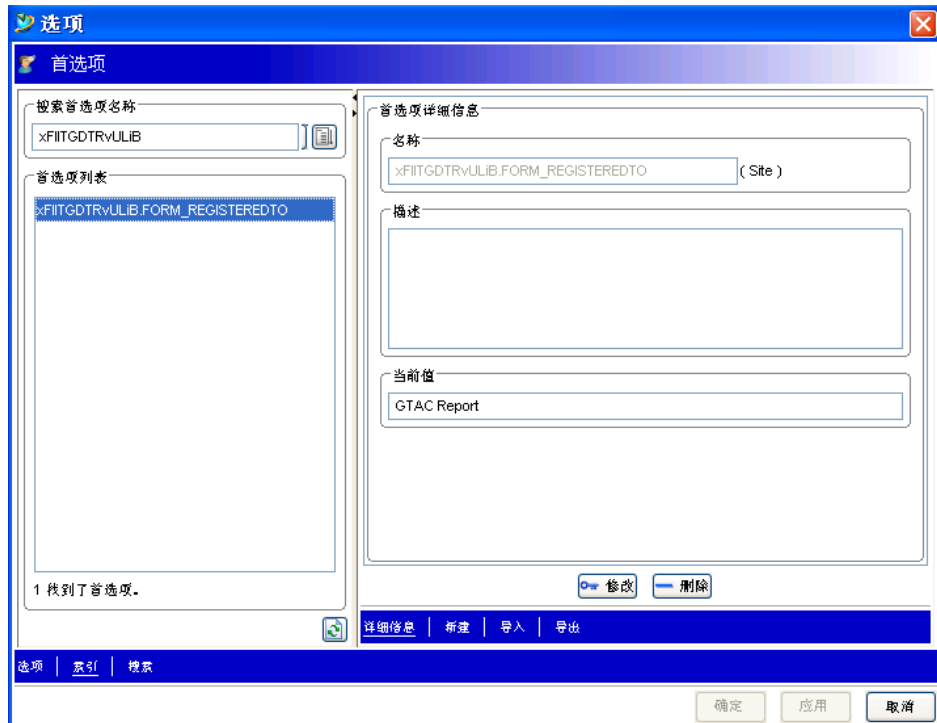 选项
首选项
搜索首选项名称
xFIITGDTRvULiB
首选项列表
xFIITGDTRvULiB.FORM_REGISTEREDTO
1 找到了首选项。
首选项详细信息
名称
xFIITGDTRvULiB.FORM_REGISTEREDTO ( Site )
描述
当前值
GTAC Report
修改 删除
详细信息 新建 导入 导出
选项 索引 搜索
确定 应用 取消